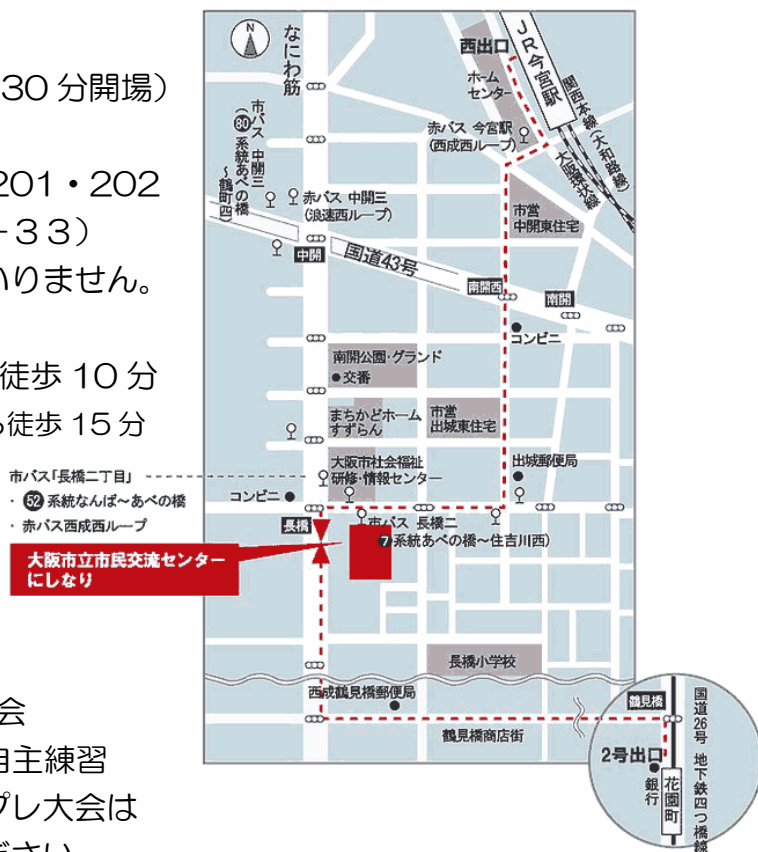 30分開場）
201・202
－３３）
いりません。
徒歩 10 分
ら徒歩 15 分
市バス「長橋二丁目」
・52 系統なんば～あべの橋
・赤バス西成西ループ
大阪市立市民交流センター
にしなり
会
自主練習
プレ大会は
ださい
N
なにわ筋
西出口
JR今宮駅
ホーム
センター
関西本線（大和路線）
大阪環状線
赤バス 今宮駅
（西成西ループ）
市バス 中開三
（80系統あべの橋
～鶴町四）
赤バス 中開三
（浪速西ループ）
市営
中開東住宅
中開
国道43号
南開西
南開
コンビニ
南開公園・グランド
交番
まちかどホーム
すずらん
市営
出城東住宅
大阪市社会福祉
研修・情報センター
出城郵便局
コンビニ
長橋
市バス 長橋二
7系統あべの橋～住吉川西）
長橋小学校
西成鶴見橋郵便局
鶴見橋
鶴見橋商店街
2号出口
銀行
花園町
国道26号 地下鉄四つ橋線